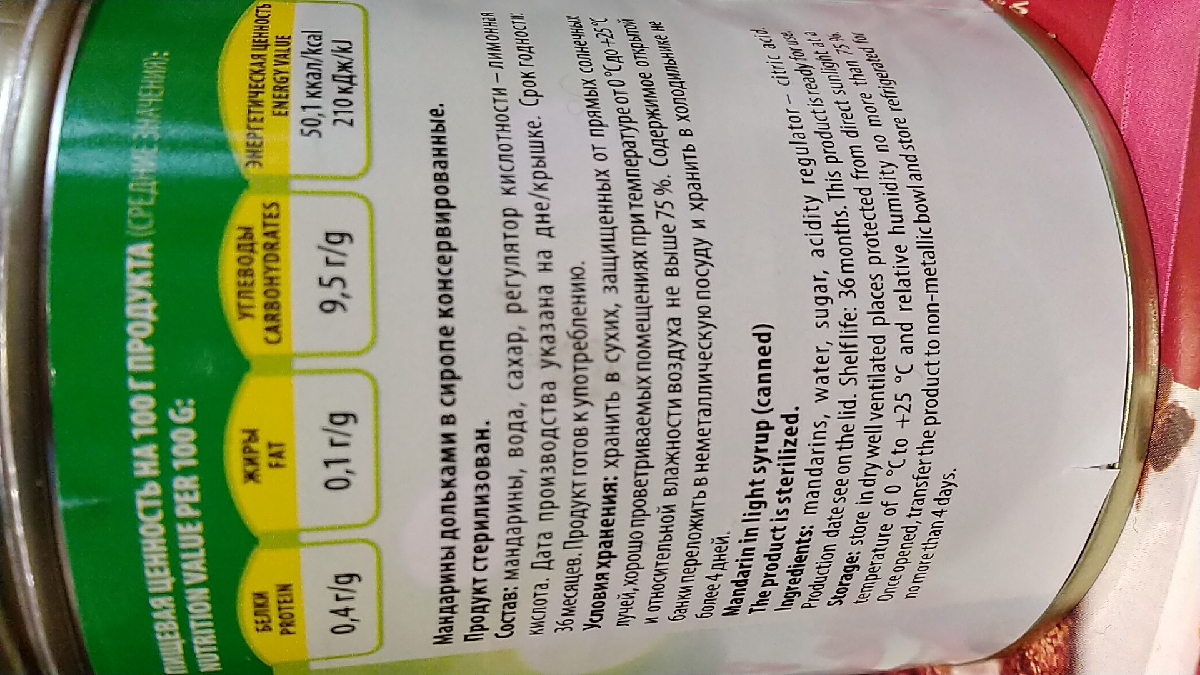 ПИЩЕВАЯ ЦЕННОСТЬ НА 100 Г ПРОДУКТА (СРЕДНИЕ ЗНАЧЕНИЯ):
NUTRITION VALUE PER 100 G:
БЕЛКИ
PROTEIN
0,4 г/g
ЖИРЫ
FAT
0,1 г/g
УГЛЕВОДЫ
CARBOHYDRATES
9,5 г/g
ЭНЕРГЕТИЧЕСКАЯ ЦЕННОСТЬ
ENERGY VALUE
50,1 ккал/kcal
210 кДж/kJ
Мандарины дольками в сиропе консервированные.
Продукт стерилизован.
Состав: мандарины, вода, сахар, регулятор кислотности – лимонная
кислота. Дата производства указана на дне/крышке. Срок годности:
36 месяцев. Продукт готов к употреблению.
Условия хранения: хранить в сухих, защищенных от прямых солнечных
лучей, хорошо проветриваемых помещениях при температуре от 0 °С до +25 °С
и относительной влажности воздуха не выше 75 %. Содержимое открытой
банки переложить в неметаллическую посуду и хранить в холодильнике не
более 4 дней.
Mandarin in light syrup (canned)
The product is sterilized.
Ingredients: mandarins, water, sugar, acidity regulator – citric acid.
Production date see on the lid. Shelf life: 36 months. This product is ready for use.
Storage: store in dry well ventilated places protected from direct sunlight at a
temperature of 0 °C to +25 °C and relative humidity no more than 75 %.
Once opened, transfer the product to non-metallic bowl and store refrigerated for
no more than 4 days.